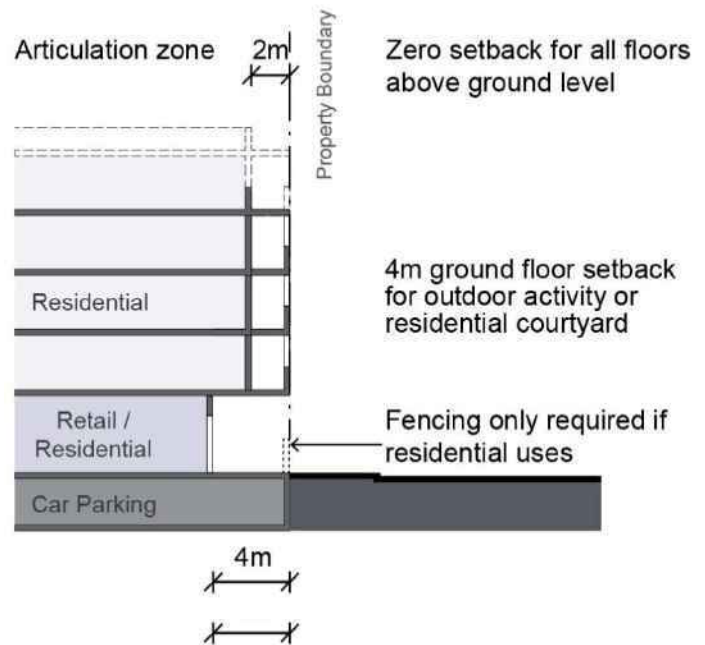 Articulation zone
2m
Property Boundary
Zero setback for all floors
above ground level
Residential
4m ground floor setback
for outdoor activity or
residential courtyard
Retail /
Residential
Fencing only required if
residential uses
Car Parking
4m